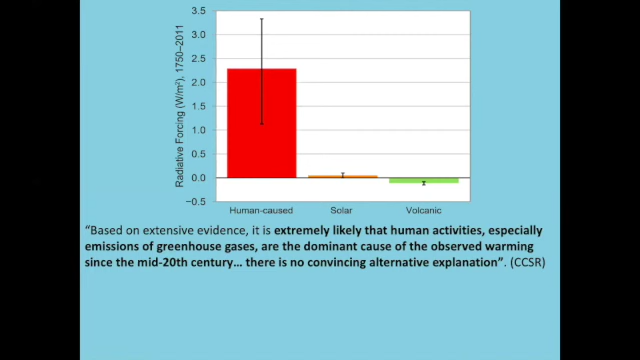 3.5
3.0
2.5
2.0
1.5
1.0
0.5
0.0
−0.5
Radiative Forcing (W/m²), 1750–2011
Human-caused Solar Volcanic
“Based on extensive evidence, it is extremely likely that human activities, especially
emissions of greenhouse gases, are the dominant cause of the observed warming
since the mid-20th century… there is no convincing alternative explanation”. (CCSR)